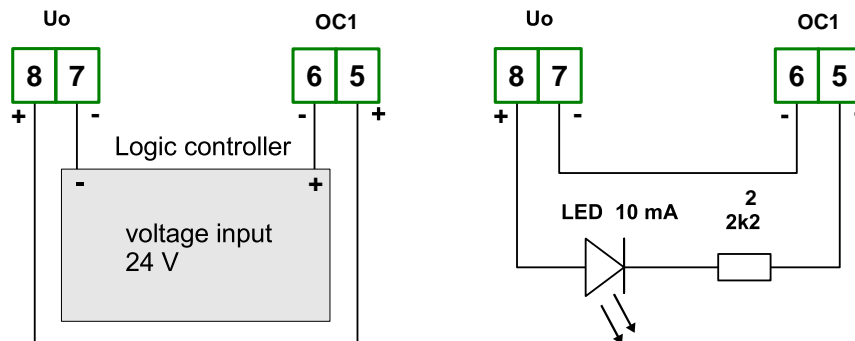 Uo
OC1
8 7
6 5
+ -
- +
Logic controller
- +
voltage input
24 V
Uo
OC1
8 7
6 5
+ -
- +
LED 10 mA
2
2k2